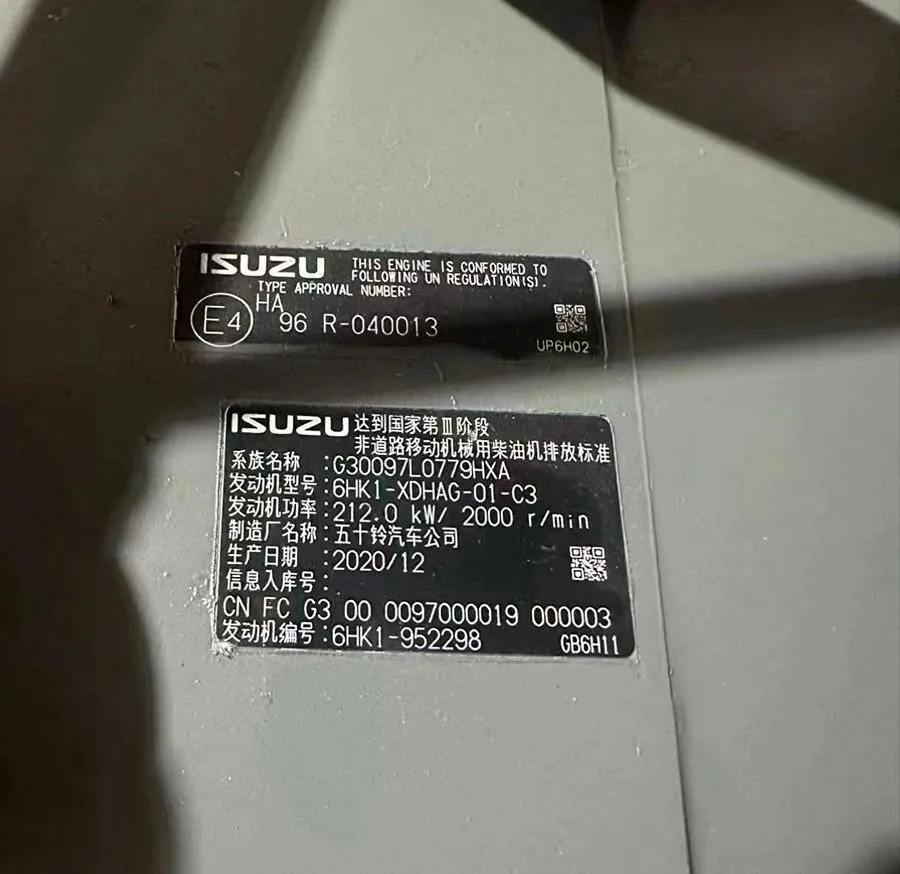 ISUZU THIS ENGINE IS CONFORMED TO
FOLLOWING UN REGULATION(S).
TYPE APPROVAL NUMBER:
E4 HA
96 R-040013
UP6H02
ISUZU 达到国家第Ⅲ阶段
非道路移动机械用柴油机排放标准
系族名称 :G30097L0779HXA
发动机型号:6HK1-XDHAG-01-C3
发动机功率:212.0 kW/ 2000 r/min
制造厂名称:五十铃汽车公司
生产日期 :2020/12
信息入库号:
CN FC G3 00 0097000019 000003
发动机编号:6HK1-952298
GB6H11